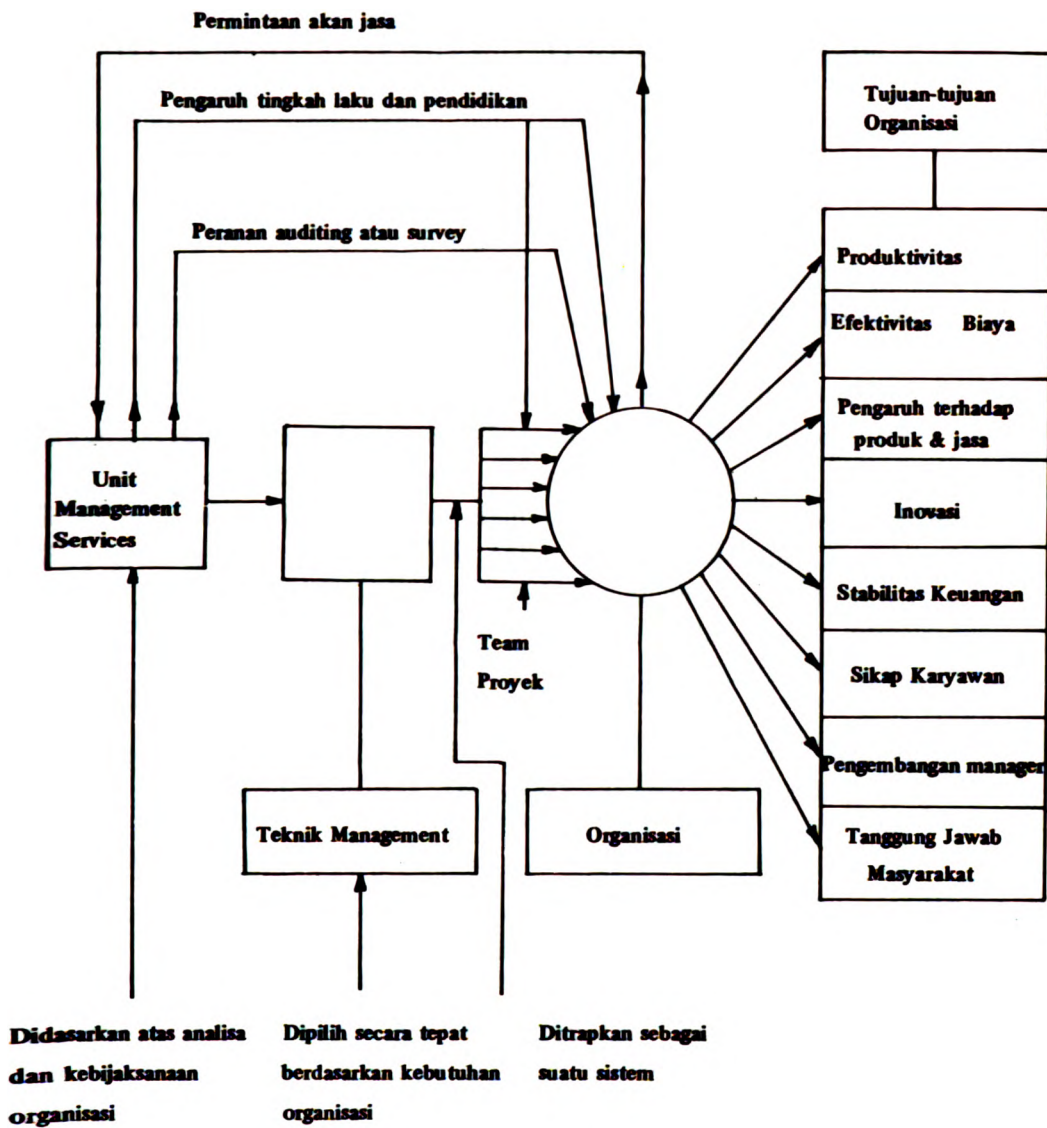 Permintaan akan jasa
Pengaruh tingkah laku dan pendidikan
Peranan auditing atau survey
Unit
Management
Services
Team
Proyek
Teknik Management
Organisasi
Tujuan-tujuan
Organisasi
Produktivitas
Efektivitas Biaya
Pengaruh terhadap
produk & jasa
Inovasi
Stabilitas Keuangan
Sikap Karyawan
Pengembangan manager
Tanggung Jawab
Masyarakat
Didasarkan atas analisa
dan kebijaksanaan
organisasi
Dipilih secara tepat
berdasarkan kebutuhan
organisasi
Ditrapkan sebagai
suatu sistem